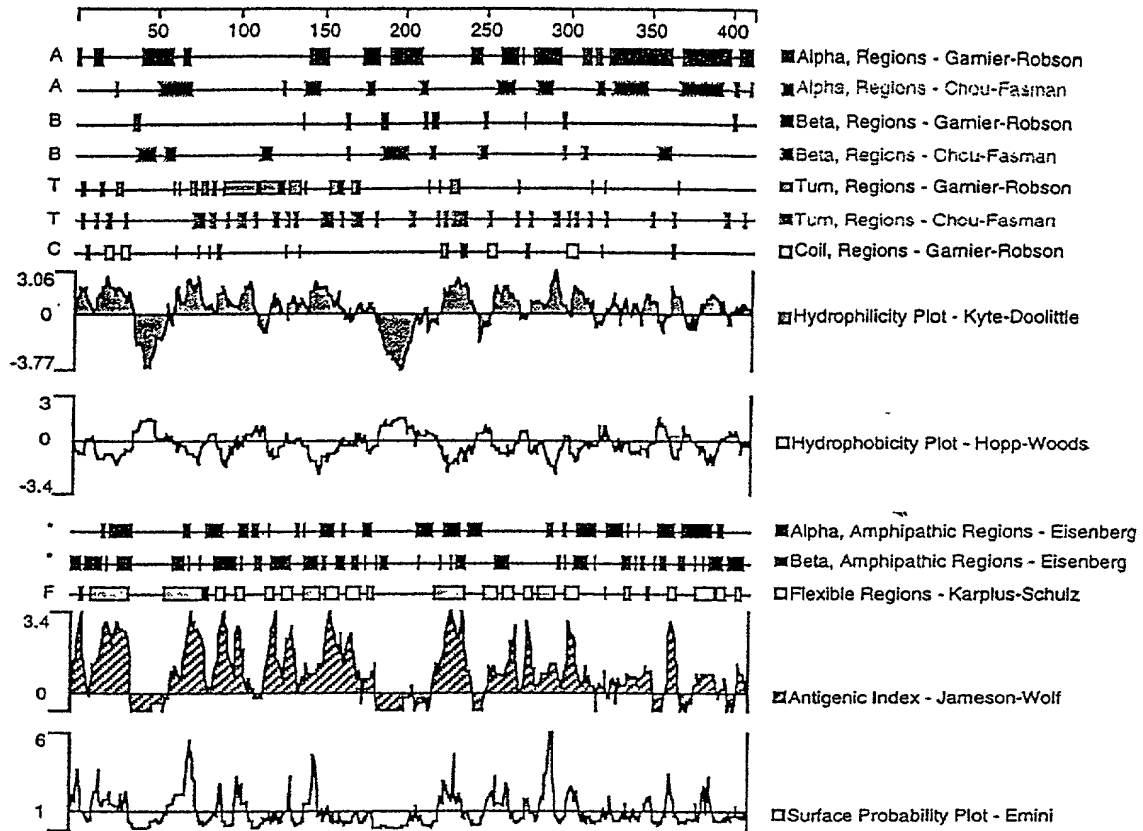 50 100 150 200 250 300 350 400
A Alpha, Regions - Garnier-Robson
A Alpha, Regions - Chou-Fasman
B Beta, Regions - Garnier-Robson
B Beta, Regions - Chou-Fasman
T Turn, Regions - Garnier-Robson
T Turn, Regions - Chou-Fasman
C Coil, Regions - Garnier-Robson
3.06
0 Hydrophilicity Plot - Kyte-Doolittle
-3.77
3
0 Hydrophobicity Plot - Hopp-Woods
-3.4
* Alpha, Amphipathic Regions - Eisenberg
* Beta, Amphipathic Regions - Eisenberg
F Flexible Regions - Karplus-Schulz
3.4
0 Antigenic Index - Jameson-Wolf
6
1 Surface Probability Plot - Emini